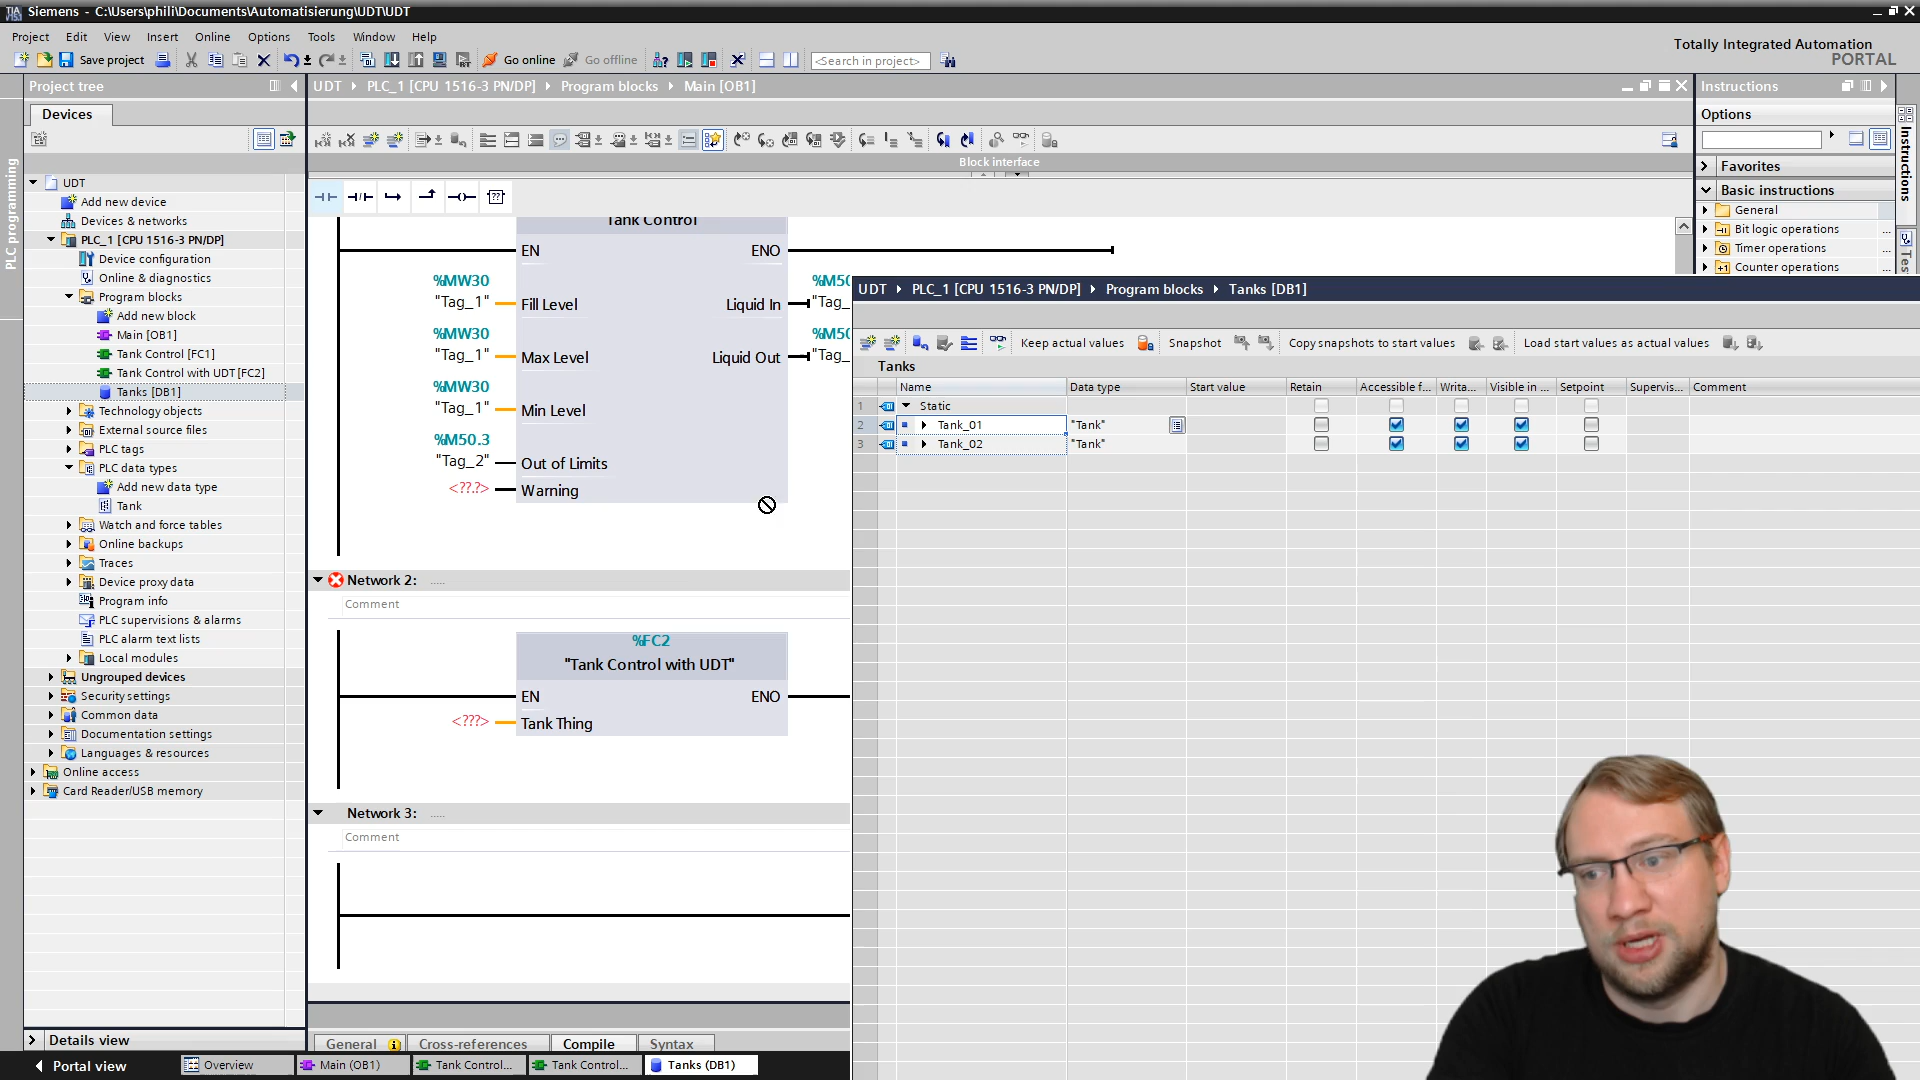 Siemens - C:\Users\phili\Documents\Automatisierung\UDT\UDT
Project Edit View Insert Online Options Tools Window Help
Totally Integrated Automation
PORTAL
Save project
Go online
Go offline
<Search in project>
Project tree
UDT PLC_1 [CPU 1516-3 PN/DP] Program blocks Main [OB1]
Instructions
Devices
Options
Block interface
PLC programming
UDT
Add new device
Devices & networks
PLC_1 [CPU 1516-3 PN/DP]
Device configuration
Online & diagnostics
Program blocks
Add new block
Main [OB1]
Tank Control [FC1]
Tank Control with UDT [FC2]
Tanks [DB1]
Technology objects
External source files
PLC tags
PLC data types
Add new data type
Tank
Watch and force tables
Online backups
Traces
Device proxy data
Program info
PLC supervisions & alarms
PLC alarm text lists
Local modules
Ungrouped devices
Security settings
Common data
Documentation settings
Languages & resources
Online access
Card Reader/USB memory
Details view
Portal view
Tank Control
EN ENO
%MW30
"Tag_1" Fill Level
%MW30
"Tag_1" Max Level
%MW30
"Tag_1" Min Level
%M50.3
"Tag_2" Out of Limits
<??.?> Warning
%M50
Liquid In "Tag_
%M50
Liquid Out "Tag_
Network 2: .....
Comment
%FC2
"Tank Control with UDT"
EN ENO
<???> Tank Thing
Network 3: .....
Comment
General Cross-references Compile Syntax
Overview Main (OB1) Tank Control... Tank Control... Tanks (DB1)
Favorites
Basic instructions
General
Bit logic operations ...
Timer operations ...
Counter operations ...
Instructions
Tes
UDT PLC_1 [CPU 1516-3 PN/DP] Program blocks Tanks [DB1]
Keep actual values Snapshot Copy snapshots to start values Load start values as actual values
Tanks
Name Data type Start value Retain Accessible f... Writa... Visible in ... Setpoint Supervis... Comment
1 Static
2 Tank_01 "Tank"
3 Tank_02 "Tank"